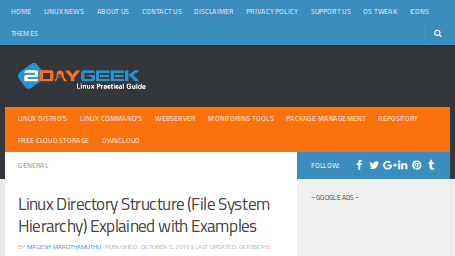 HOME LINUX NEWS ABOUT US CONTACT US DISCLAIMER PRIVACY POLICY SUPPORT US OS TWEAK ICONS
THEMES
2DAYGEEK
Linux Practical Guide
LINUX DISTRO'S LINUX COMMAND'S WEBSERVER MONITORING TOOLS PACKAGE MANAGEMENT REPOSITORY
FREE CLOUD STORAGE OWNCLOUD
GENERAL
FOLLOW:
Linux Directory Structure (File System
Hierarchy) Explained with Examples
BY MAGESH MARUTHAMUTHU · PUBLISHED : OCTOBER 5, 2016 || LAST UPDATED: OCTOBER 8,
~ GOOGLE ADS ~